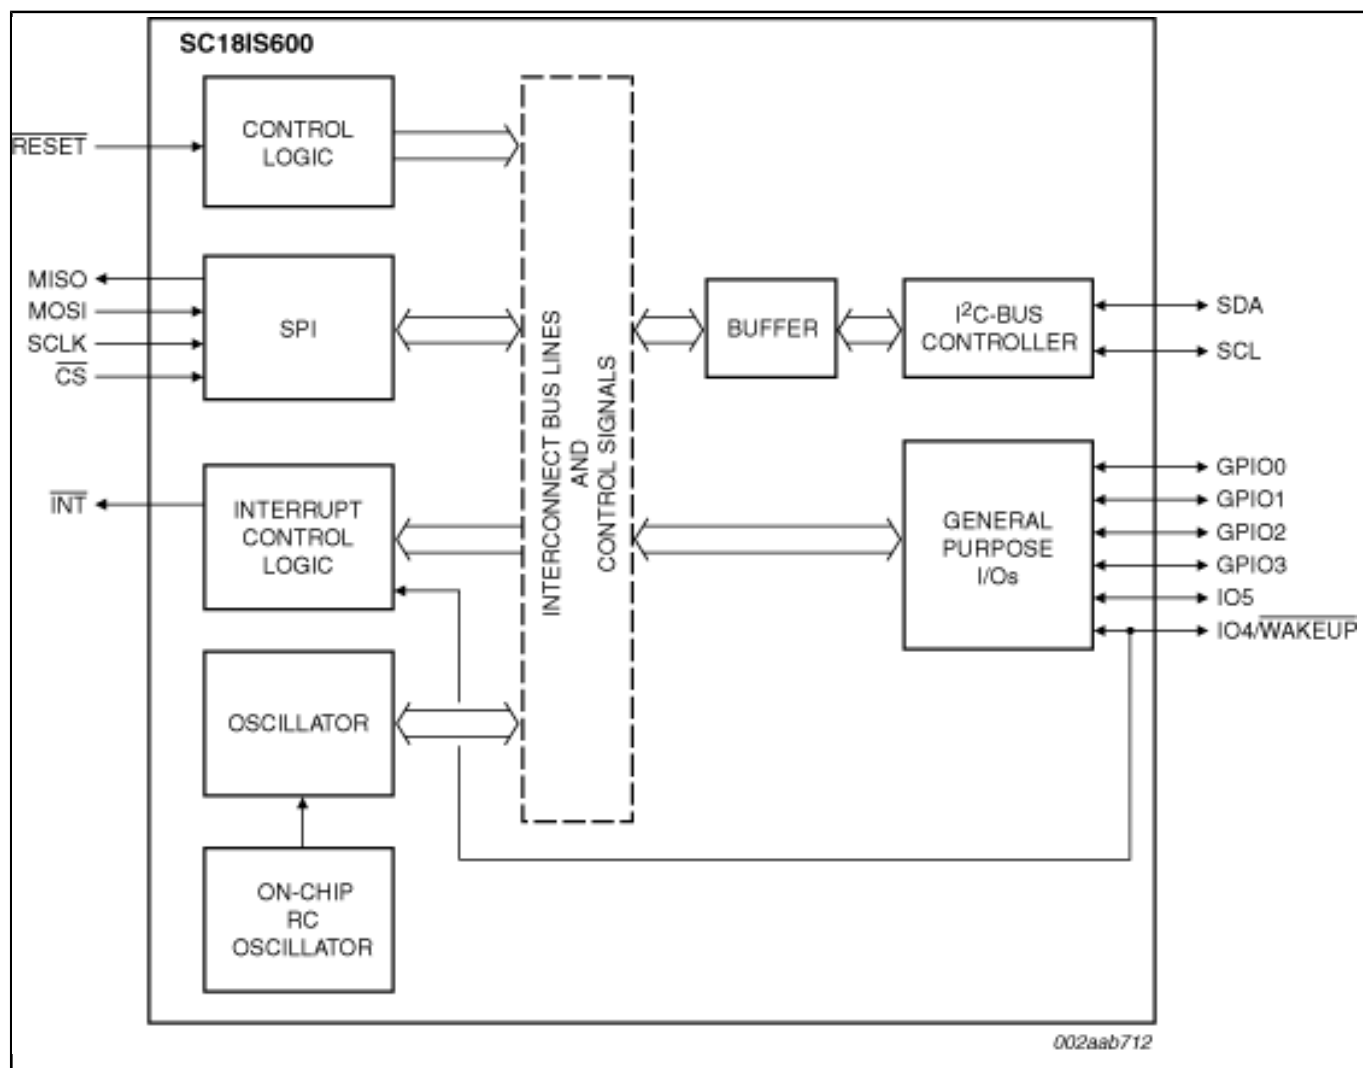 SC18IS600
RESET
CONTROL
LOGIC
MISO
MOSI
SCLK
CS
SPI
INT
INTERRUPT
CONTROL
LOGIC
OSCILLATOR
ON-CHIP
RC
OSCILLATOR
INTERCONNECT BUS LINES
AND
CONTROL SIGNALS
BUFFER
I²C-BUS
CONTROLLER
SDA
SCL
GENERAL
PURPOSE
I/Os
GPIO0
GPIO1
GPIO2
GPIO3
IO5
IO4/WAKEUP
002aab712